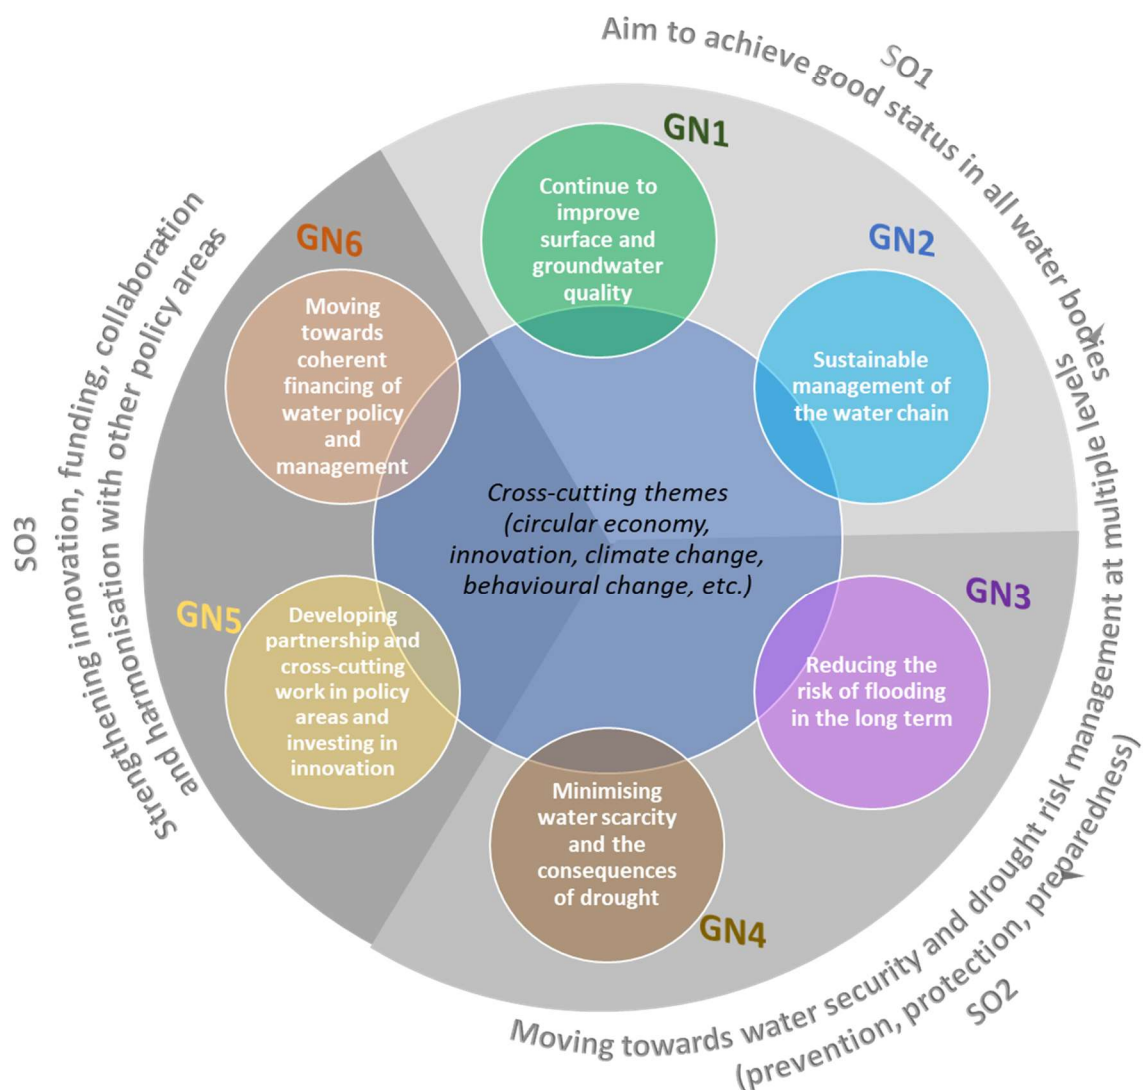 SO1
Aim to achieve good status in all water bodies
GN1
Continue to
improve
surface and
groundwater
quality
GN2
Sustainable
management of
the water chain
GN3
Reducing the
risk of flooding
in the long term
GN4
Minimising
water scarcity
and the
consequences
of drought
GN5
Developing
partnership and
cross-cutting
work in policy
areas and
investing in
innovation
GN6
Moving
towards
coherent
financing of
water policy
and
management
Cross-cutting themes
(circular economy,
innovation, climate change,
behavioural change, etc.)
Moving towards water security and drought risk management at multiple levels
(prevention, protection, preparedness)
SO2
SO3
Strengthening innovation, funding, collaboration
and harmonisation with other policy areas